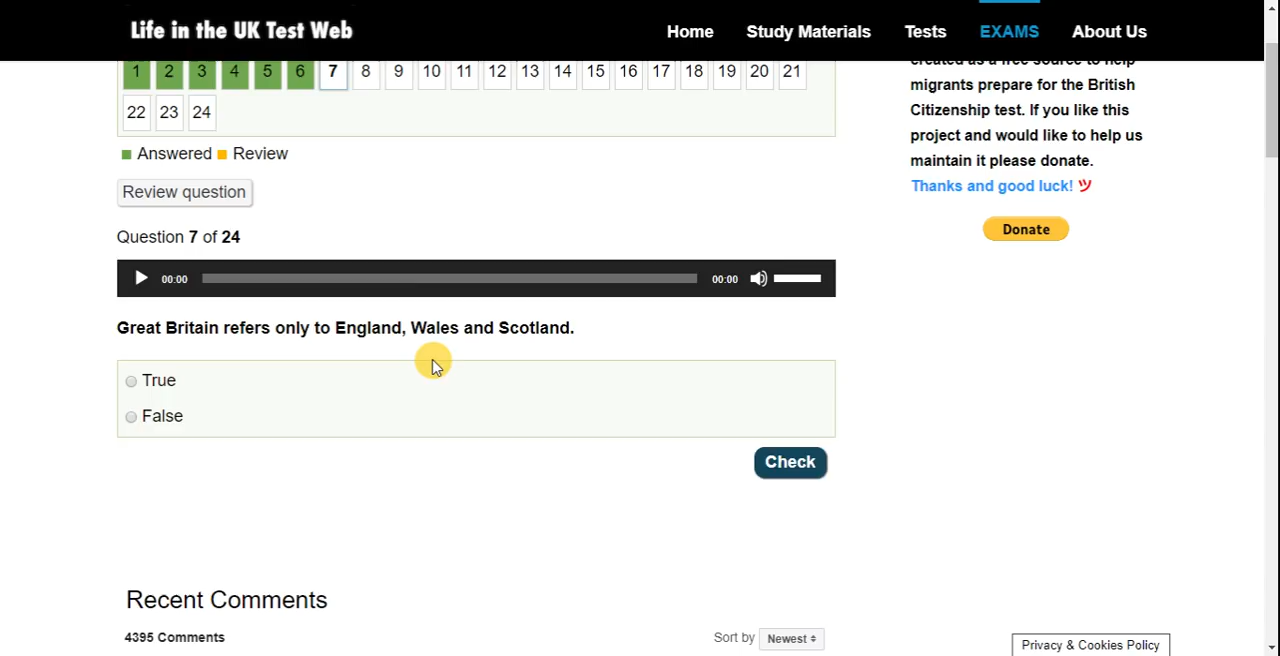 Life in the UK Test Web
Home Study Materials Tests EXAMS About Us
1 2 3 4 5 6 7 8 9 10 11 12 13 14 15 16 17 18 19 20 21
22 23 24
Answered Review
Review question
Question 7 of 24
00:00 00:00
Great Britain refers only to England, Wales and Scotland.
True
False
Check
Recent Comments
4395 Comments
Sort by Newest
created as a free source to help
migrants prepare for the British
Citizenship test. If you like this
project and would like to help us
maintain it please donate.
Thanks and good luck! ツ
Donate
Privacy & Cookies Policy